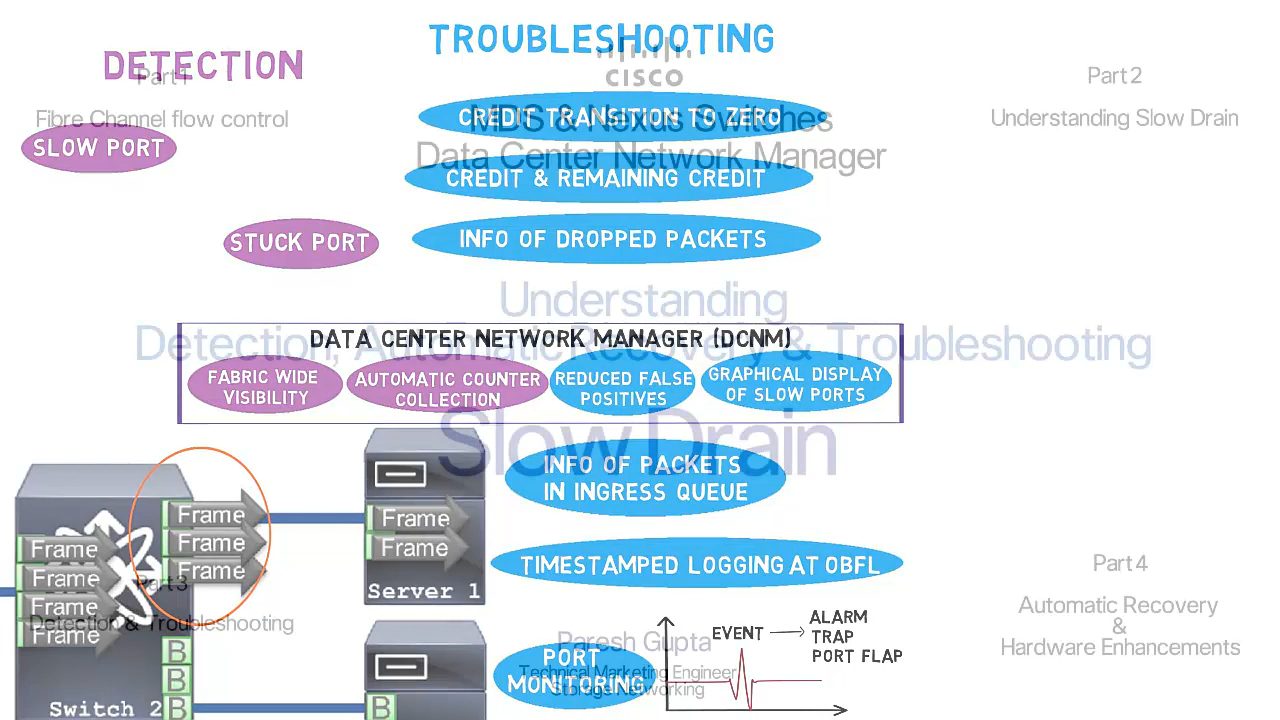 TROUBLESHOOTING
DETECTION
Part 1
CISCO
Part 2
Fibre Channel flow control
CREDIT TRANSITION TO ZERO
MDS & Nexus Switches
Understanding Slow Drain
SLOW PORT
Data Center Network Manager
CREDIT & REMAINING CREDIT
STUCK PORT
INFO OF DROPPED PACKETS
Understanding
DATA CENTER NETWORK MANAGER (DCNM)
Detection, Automatic Recovery & Troubleshooting
FABRIC WIDE
VISIBILITY
AUTOMATIC COUNTER
COLLECTION
REDUCED FALSE
POSITIVES
GRAPHICAL DISPLAY
OF SLOW PORTS
Slow Drain
INFO OF PACKETS
IN INGRESS QUEUE
Frame
Frame
Frame
Frame
Frame
Frame
Frame
Frame
Frame
Server 1
TIMESTAMPED LOGGING AT OBFL
Part 3
Detection & Troubleshooting
Part 4
Automatic Recovery
&
Hardware Enhancements
B
B
B
B
Switch 2
Paresh Gupta
Technical Marketing Engineer
Storage Networking
PORT
MONITORING
EVENT
ALARM
TRAP
PORT FLAP